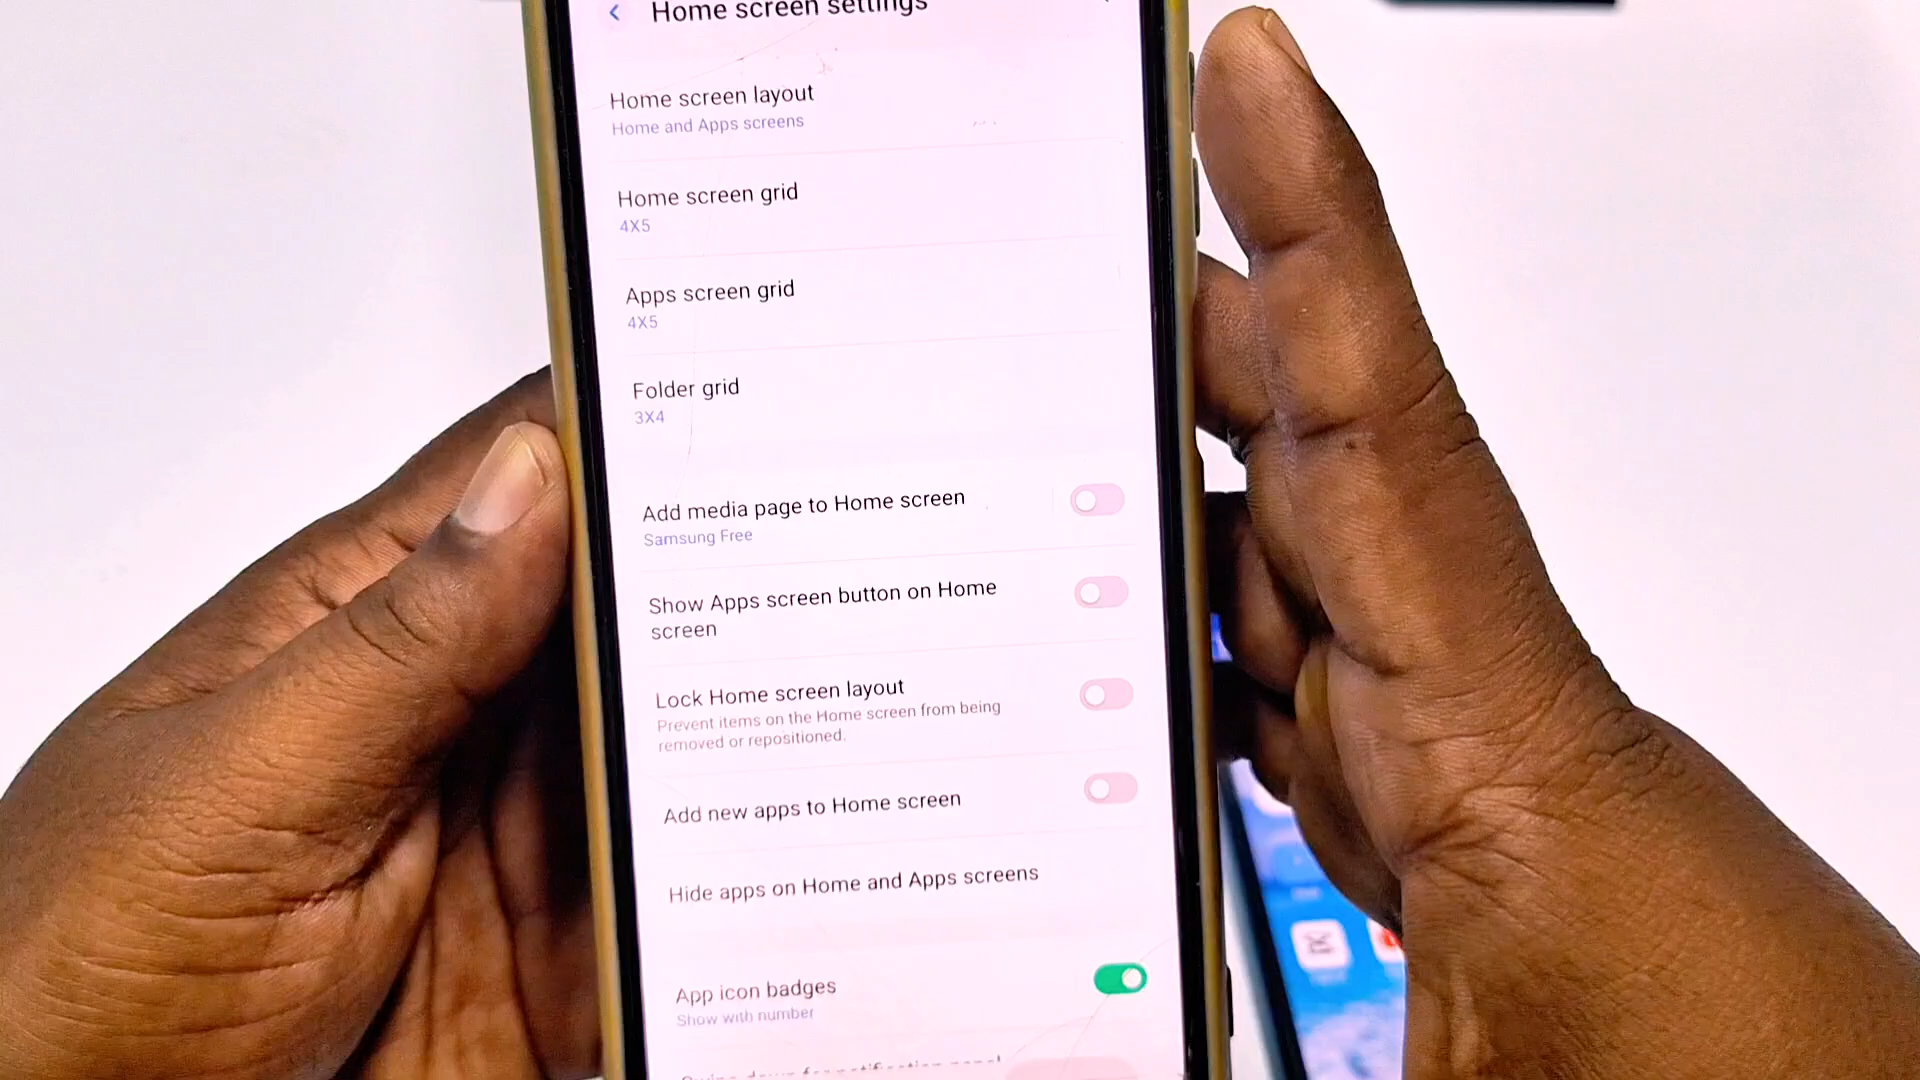 Home screen settings
Home screen layout
Home and Apps screens
Home screen grid
4X5
Apps screen grid
4X5
Folder grid
3X4
Add media page to Home screen
Samsung Free
Show Apps screen button on Home
screen
Lock Home screen layout
Prevent items on the Home screen from being
removed or repositioned.
Add new apps to Home screen
Hide apps on Home and Apps screens
App icon badges
Show with number